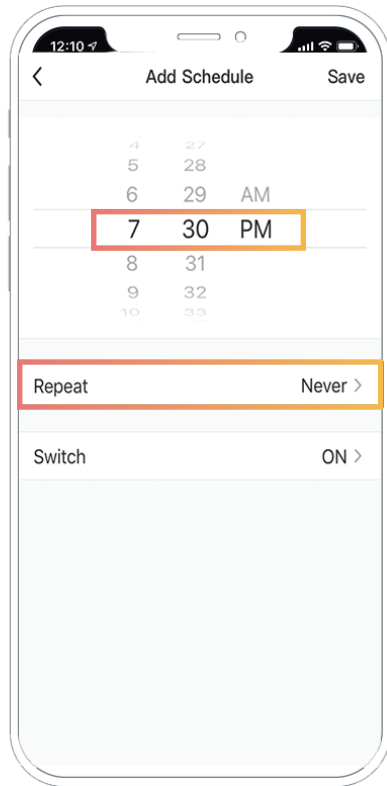 12:10
Add Schedule Save
4 27
5 28
6 29 AM
7 30 PM
8 31
9 32
10 33
Repeat Never
Switch ON